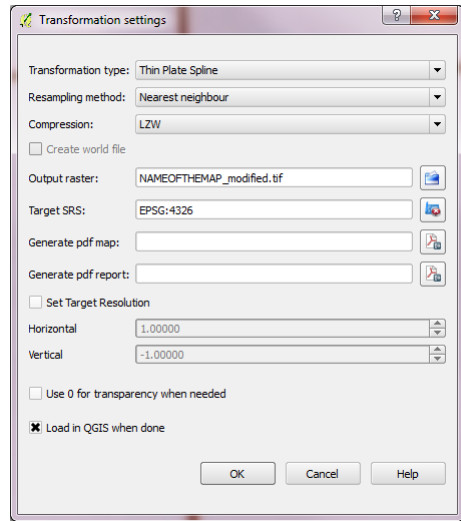 Transformation settings
Transformation type: Thin Plate Spline
Resampling method: Nearest neighbour
Compression: LZW
Create world file
Output raster: NAMEOFTHEMAP_modified.tif
Target SRS: EPSG:4326
Generate pdf map:
Generate pdf report:
Set Target Resolution
Horizontal 1.00000
Vertical -1.00000
Use 0 for transparency when needed
Load in QGIS when done
OK Cancel Help